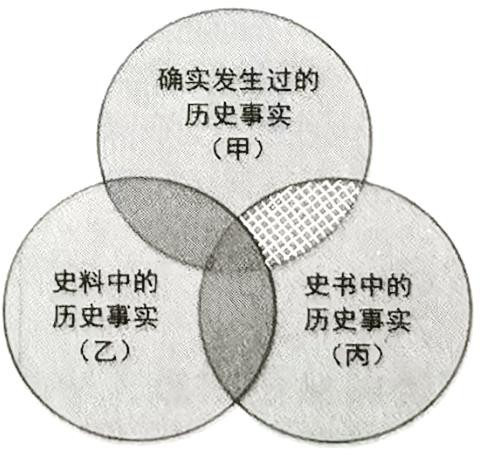 确实发生过的
历史事实
（甲）
史料中的
历史事实
（乙）
史书中的
历史事实
（丙）